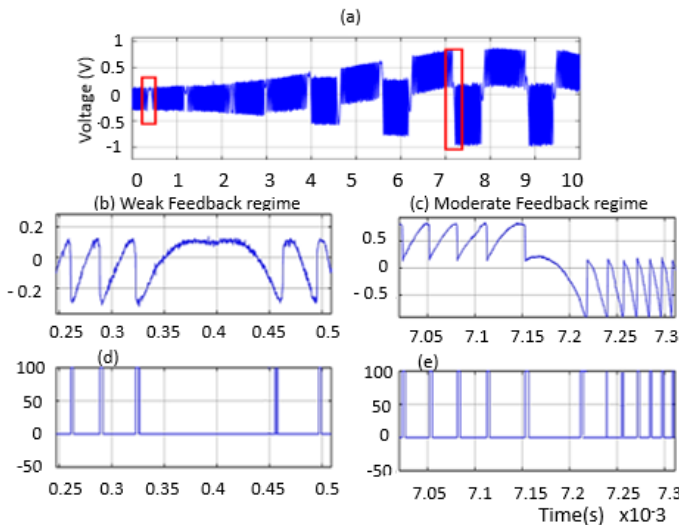 (a)
Voltage (V)
1
0.5
0
0.5
-1
0 1 2 3 4 5 6 7 8 9 10
(b) Weak Feedback regime
(c) Moderate Feedback regime
0.2
0
- 0.2
0.25 0.3 0.35 0.4 0.45 0.5
0.5
0
- 0.5
7.05 7.1 7.15 7.2 7.25 7.3
(d)
100
50
0
-50
0.25 0.3 0.35 0.4 0.45 0.5
(e)
100
50
0
-50
7.05 7.1 7.15 7.2 7.25 7.3
Time(s) x10-3